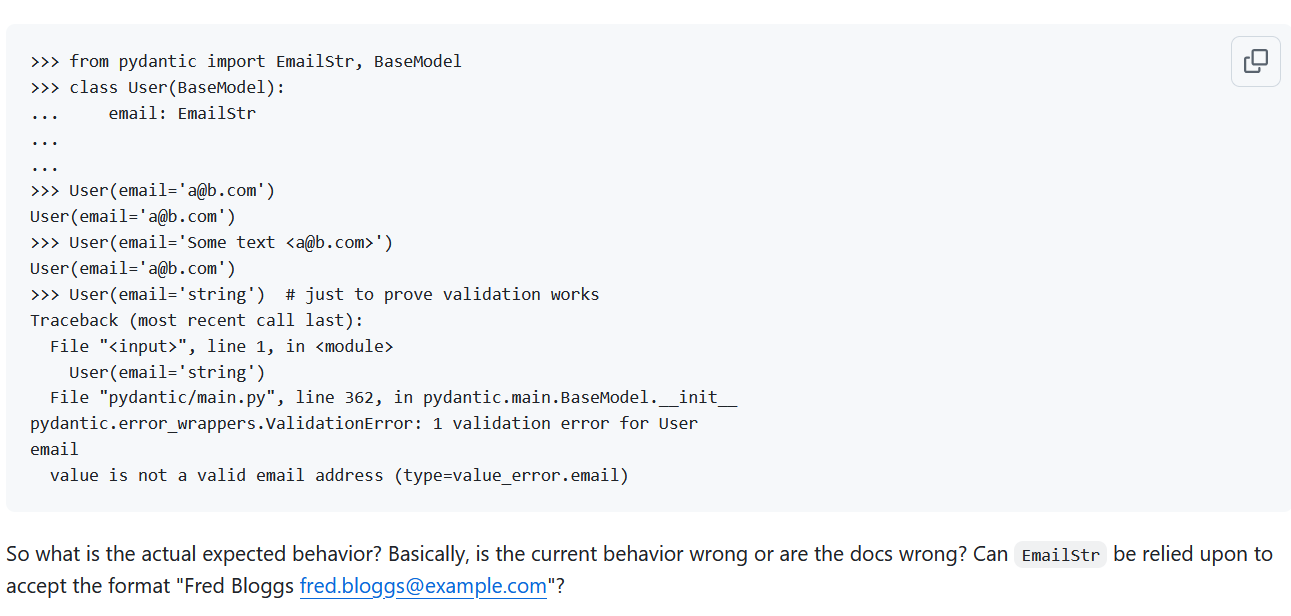 >>> from pydantic import EmailStr, BaseModel
>>> class User(BaseModel):
...     email: EmailStr
...
...
>>> User(email='a@b.com')
User(email='a@b.com')
>>> User(email='Some text <a@b.com>')
User(email='a@b.com')
>>> User(email='string')  # just to prove validation works
Traceback (most recent call last):
  File "<input>", line 1, in <module>
    User(email='string')
  File "pydantic/main.py", line 362, in pydantic.main.BaseModel.__init__
pydantic.error_wrappers.ValidationError: 1 validation error for User
email
  value is not a valid email address (type=value_error.email)
So what is the actual expected behavior? Basically, is the current behavior wrong or are the docs wrong? Can EmailStr be relied upon to
accept the format "Fred Bloggs fred.bloggs@example.com"?